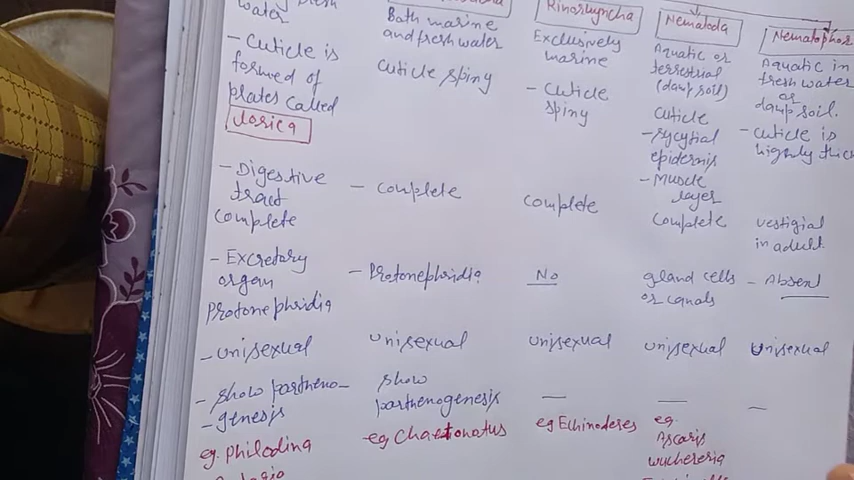 water
- Cuticle is
formed of
plates called
lorica
- Digestive
tract
complete
- Excretory
organ
Protonephridia
- unisexual
- show partheno-
- genesis
eg. Philodina
Both marine
and fresh water
cuticle spiny
- complete
- Protonephridia
unisexual
show
parthenogenesis
- eg Chaetonotus
Kinorhyncha
Exclusively
marine
- Cuticle
spiny
complete
No
unisexual
—
eg Echinoderes
Nematoda
Aquatic or
terrestrial
(damp soil)
Cuticle
- sycytial
epidermis
- Muscle
layer
complete
gland cells
or canals
unisexual
—
eg.
Ascaris
wuchereria
Nematophor
Aquatic in
fresh water
or
damp soil.
- cuticle is
highly thick
vestigial
in adult
- Absent
Unisexual
—